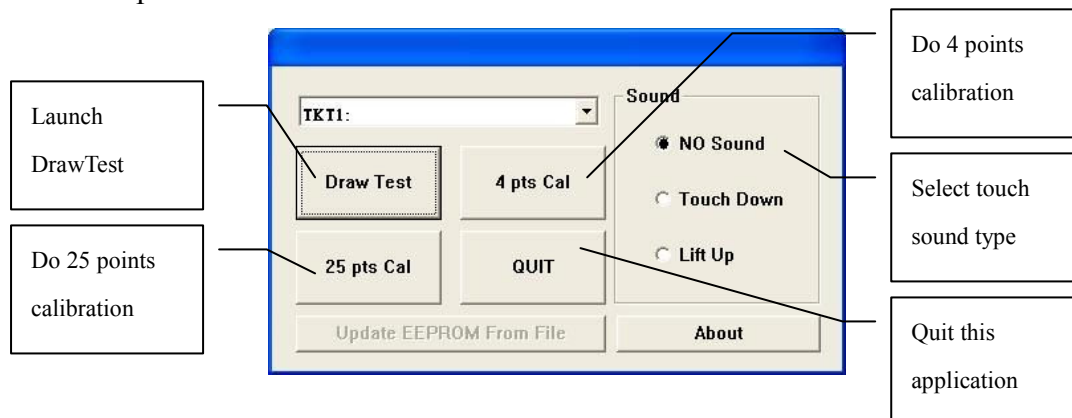 Do 4 points
calibration
Launch
DrawTest
Do 25 points
calibration
TKT1:
Sound
NO Sound
Touch Down
Lift Up
Draw Test
4 pts Cal
25 pts Cal
QUIT
Update EEPROM From File
About
Select touch
sound type
Quit this
application